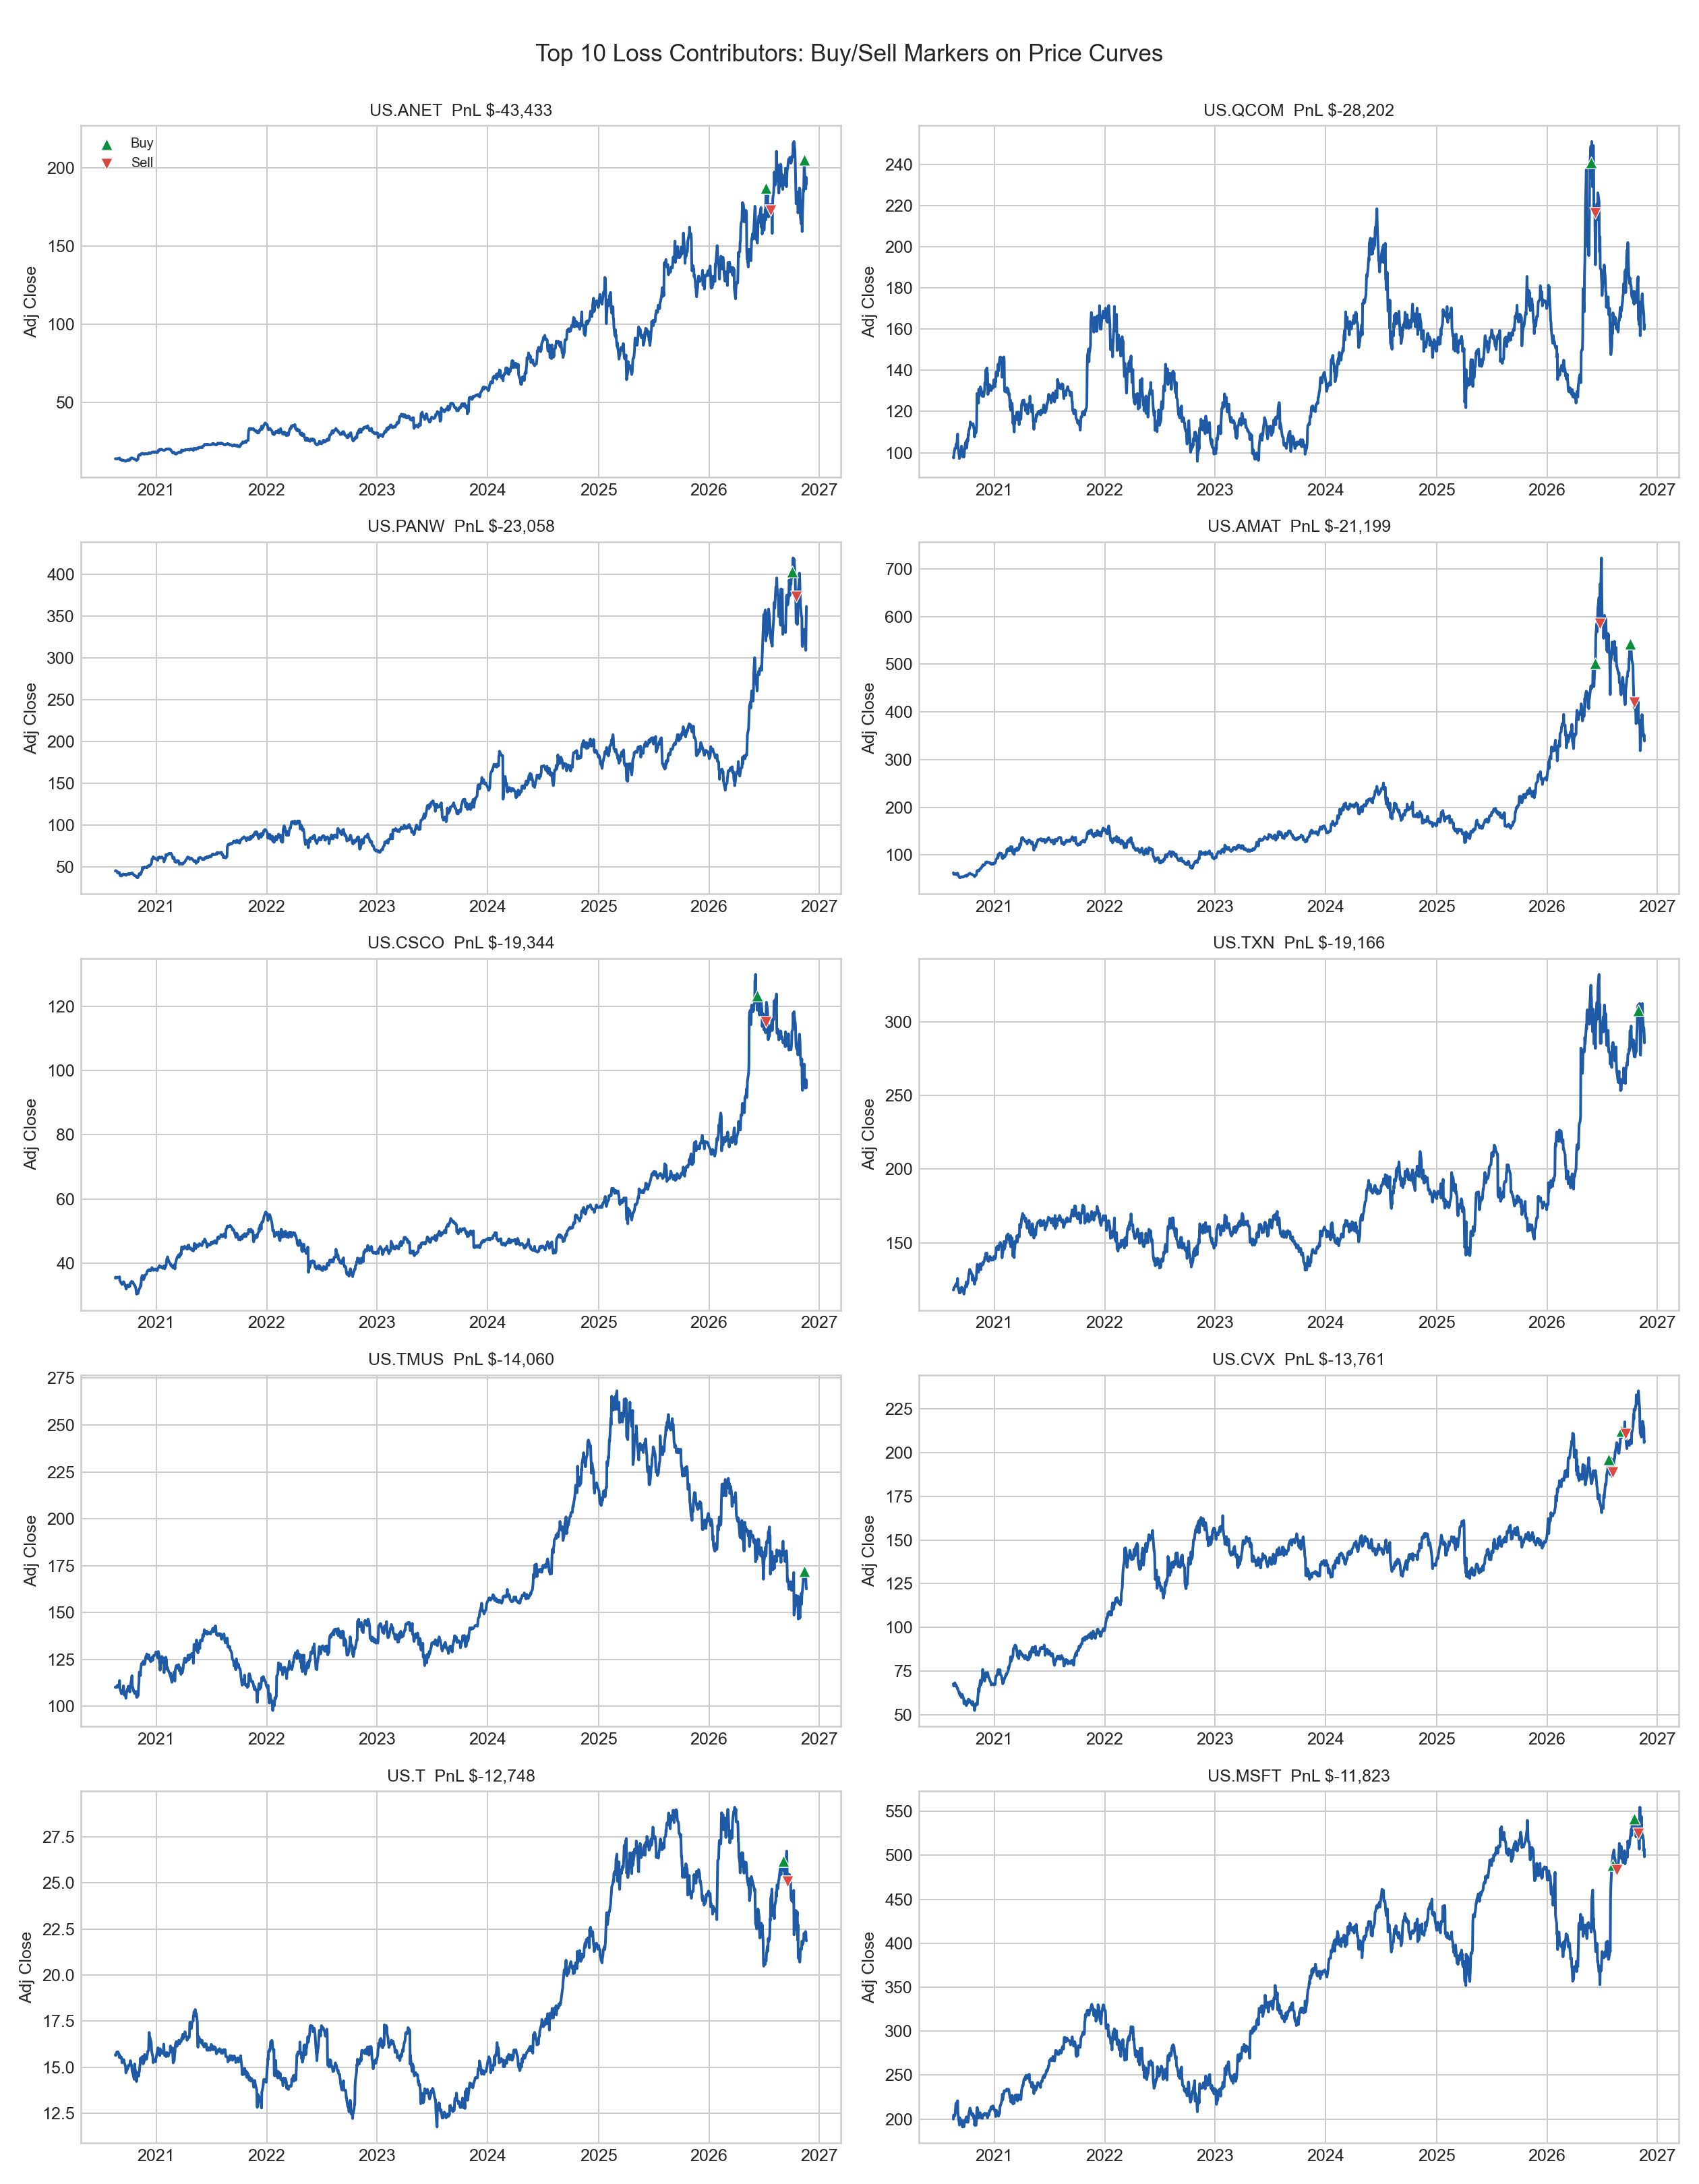 Top 10 Loss Contributors: Buy/Sell Markers on Price Curves
US.ANET  PnL $-43,433
Buy
Sell
Adj Close
200
150
100
50
2021 2022 2023 2024 2025 2026 2027
US.QCOM  PnL $-28,202
Adj Close
240
220
200
180
160
140
120
100
2021 2022 2023 2024 2025 2026 2027
US.PANW  PnL $-23,058
Adj Close
400
350
300
250
200
150
100
50
2021 2022 2023 2024 2025 2026 2027
US.AMAT  PnL $-21,199
Adj Close
700
600
500
400
300
200
100
2021 2022 2023 2024 2025 2026 2027
US.CSCO  PnL $-19,344
Adj Close
120
100
80
60
40
2021 2022 2023 2024 2025 2026 2027
US.TXN  PnL $-19,166
Adj Close
300
250
200
150
2021 2022 2023 2024 2025 2026 2027
US.TMUS  PnL $-14,060
Adj Close
275
250
225
200
175
150
125
100
2021 2022 2023 2024 2025 2026 2027
US.CVX  PnL $-13,761
Adj Close
225
200
175
150
125
100
75
50
2021 2022 2023 2024 2025 2026 2027
US.T  PnL $-12,748
Adj Close
27.5
25.0
22.5
20.0
17.5
15.0
12.5
2021 2022 2023 2024 2025 2026 2027
US.MSFT  PnL $-11,823
Adj Close
550
500
450
400
350
300
250
200
2021 2022 2023 2024 2025 2026 2027